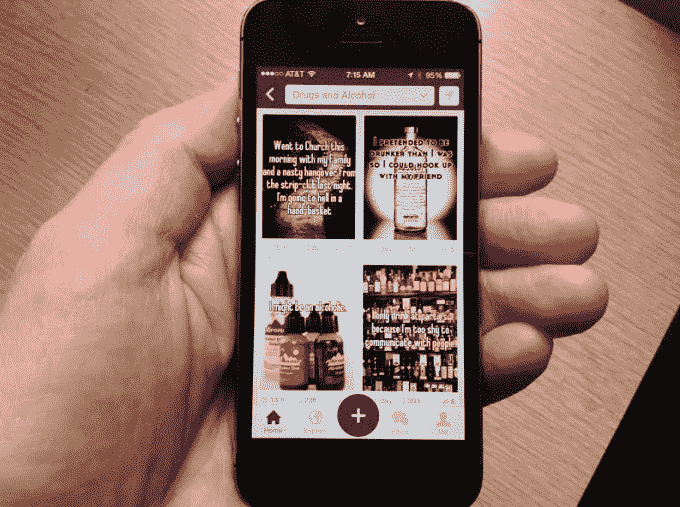 AT&T 7:15 AM 95%
Drugs and Alcohol
Went to Church this
morning with my family
and a nasty hangover from
the strip-club last night.
I'm going to hell in a
hand-basket
I PRETENDED TO BE
DRUNKER THAN I WAS
SO I COULD HOOK UP
WITH MY FRIEND
I might be an alcoholic.
I only drink at parties
because I'm too shy to
communicate with people
Home